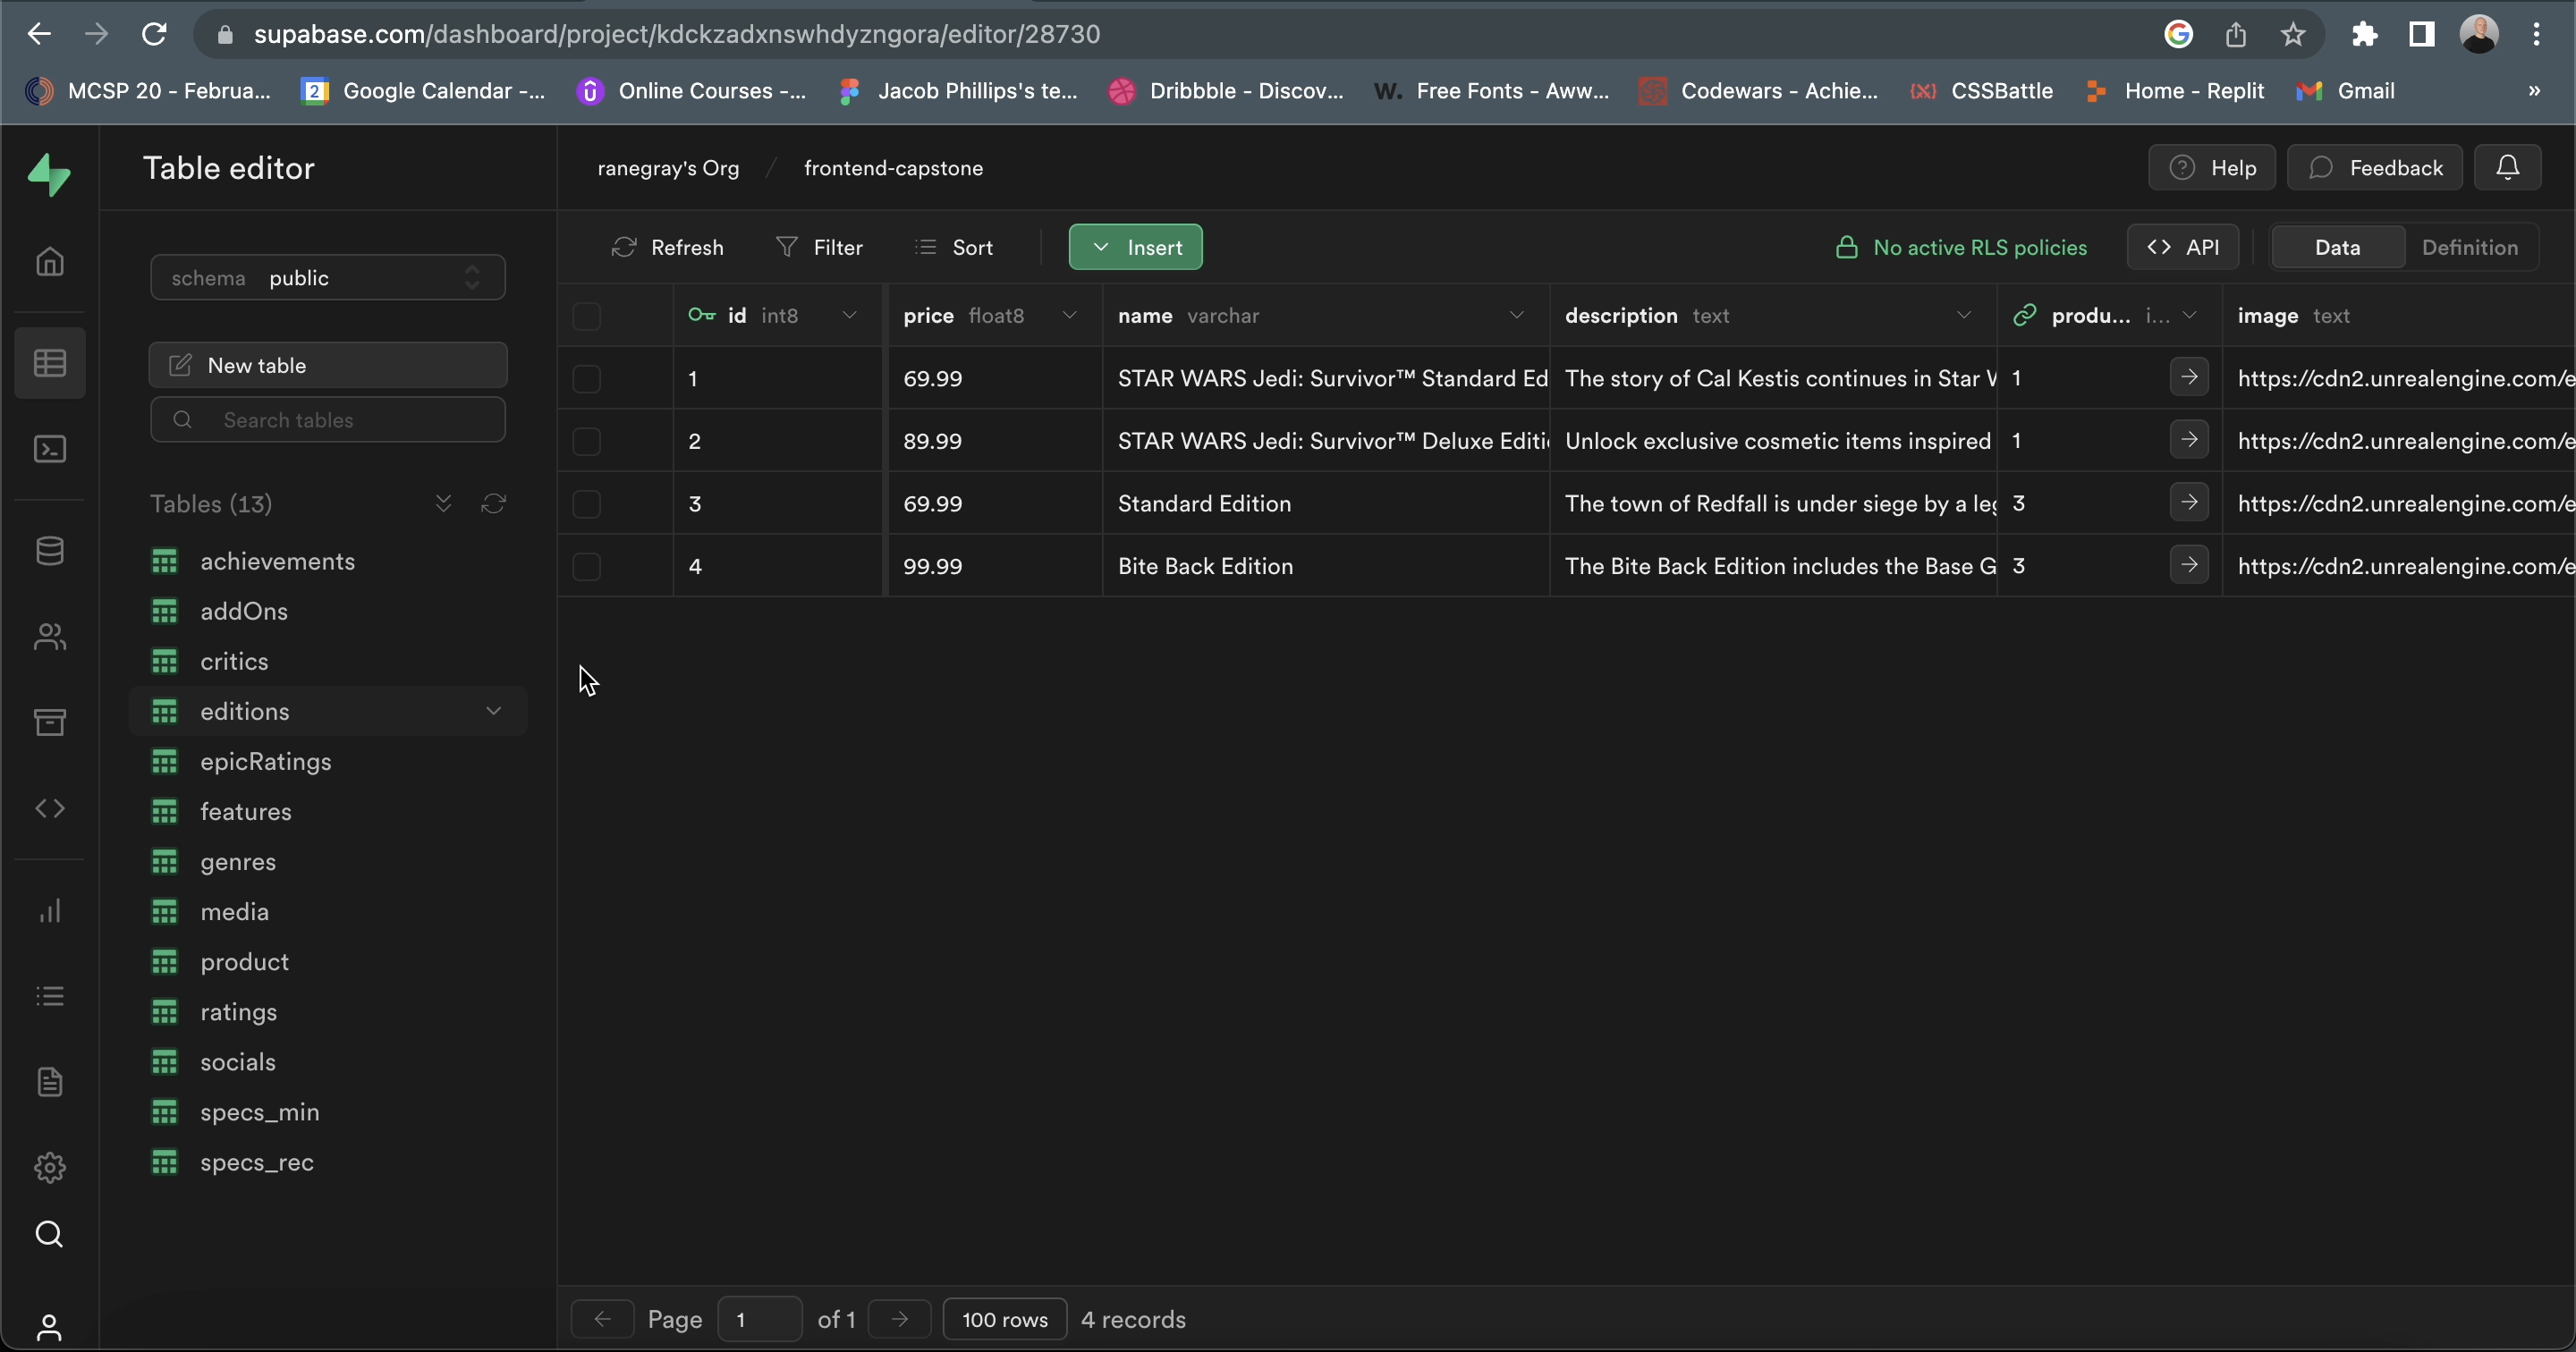 supabase.com/dashboard/project/kdckzadxnswhdyzngora/editor/28730
MCSP 20 - Februa... Google Calendar -... Online Courses -... Jacob Phillips's te... Dribbble - Discov... W. Free Fonts - Aww... Codewars - Achie... CSSBattle Home - Replit Gmail »
Table editor
ranegray's Org / frontend-capstone
Help Feedback
Refresh Filter Sort Insert No active RLS policies API Data Definition
schema public
New table
Search tables
Tables (13)
achievements
addOns
critics
editions
epicRatings
features
genres
media
product
ratings
socials
specs_min
specs_rec
id int8 price float8 name varchar description text produ... i... image text
1 69.99 STAR WARS Jedi: Survivor™ Standard Ed The story of Cal Kestis continues in Star W 1 https://cdn2.unrealengine.com/e
2 89.99 STAR WARS Jedi: Survivor™ Deluxe Editi Unlock exclusive cosmetic items inspired 1 https://cdn2.unrealengine.com/e
3 69.99 Standard Edition The town of Redfall is under siege by a leg 3 https://cdn2.unrealengine.com/e
4 99.99 Bite Back Edition The Bite Back Edition includes the Base G 3 https://cdn2.unrealengine.com/e
Page 1 of 1 100 rows 4 records